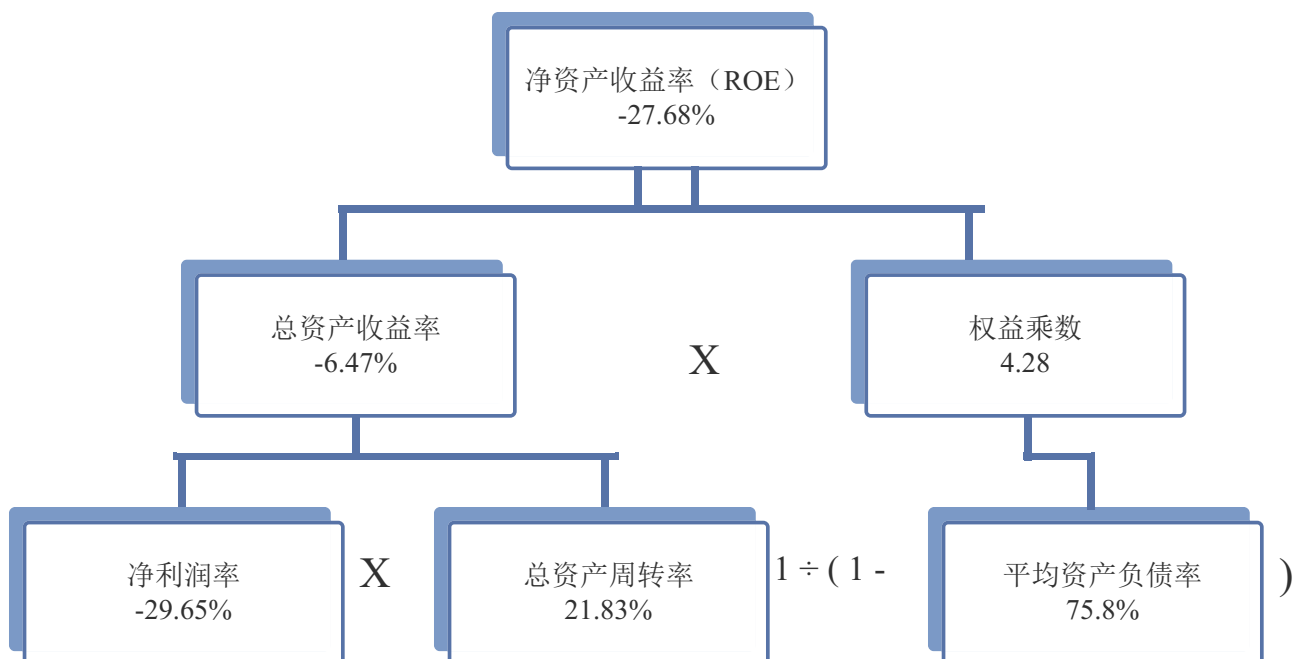 净资产收益率（ROE）
-27.68%
总资产收益率
-6.47%
X
权益乘数
4.28
净利润率
-29.65%
X
总资产周转率
21.83%
1 ÷ ( 1 -
平均资产负债率
75.8%
)